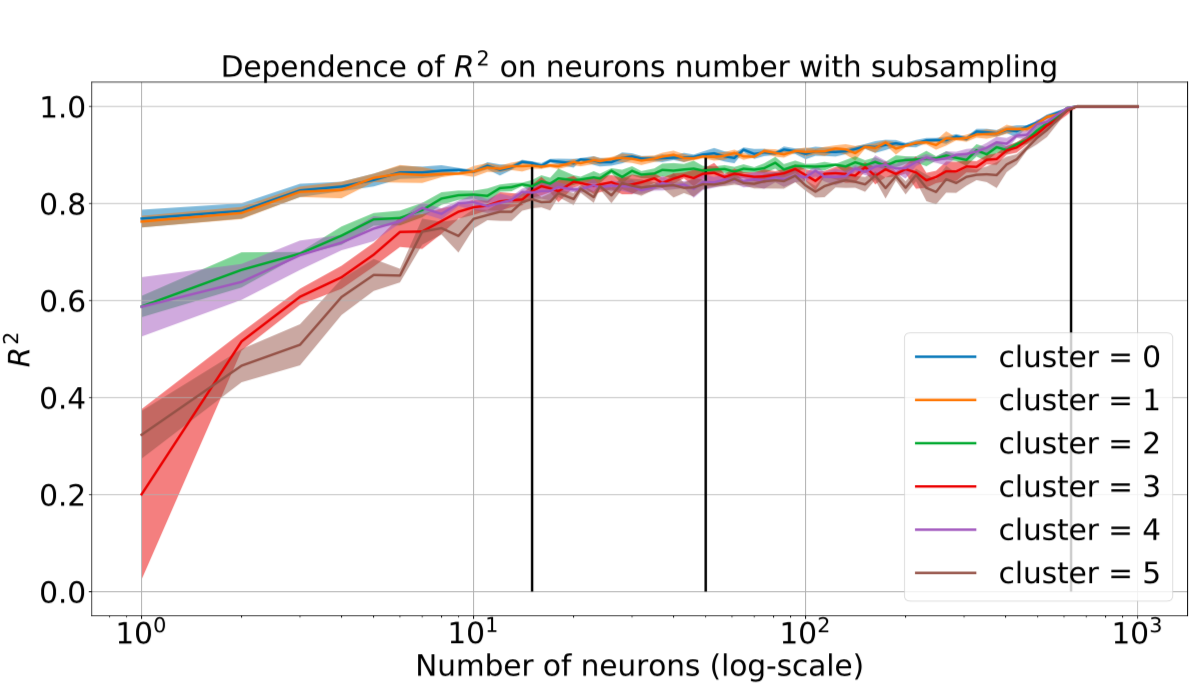 Dependence of R² on neurons number with subsampling
1.0
0.8
0.6
0.4
0.2
0.0
R²
10⁰
10¹
10²
10³
Number of neurons (log-scale)
cluster = 0
cluster = 1
cluster = 2
cluster = 3
cluster = 4
cluster = 5